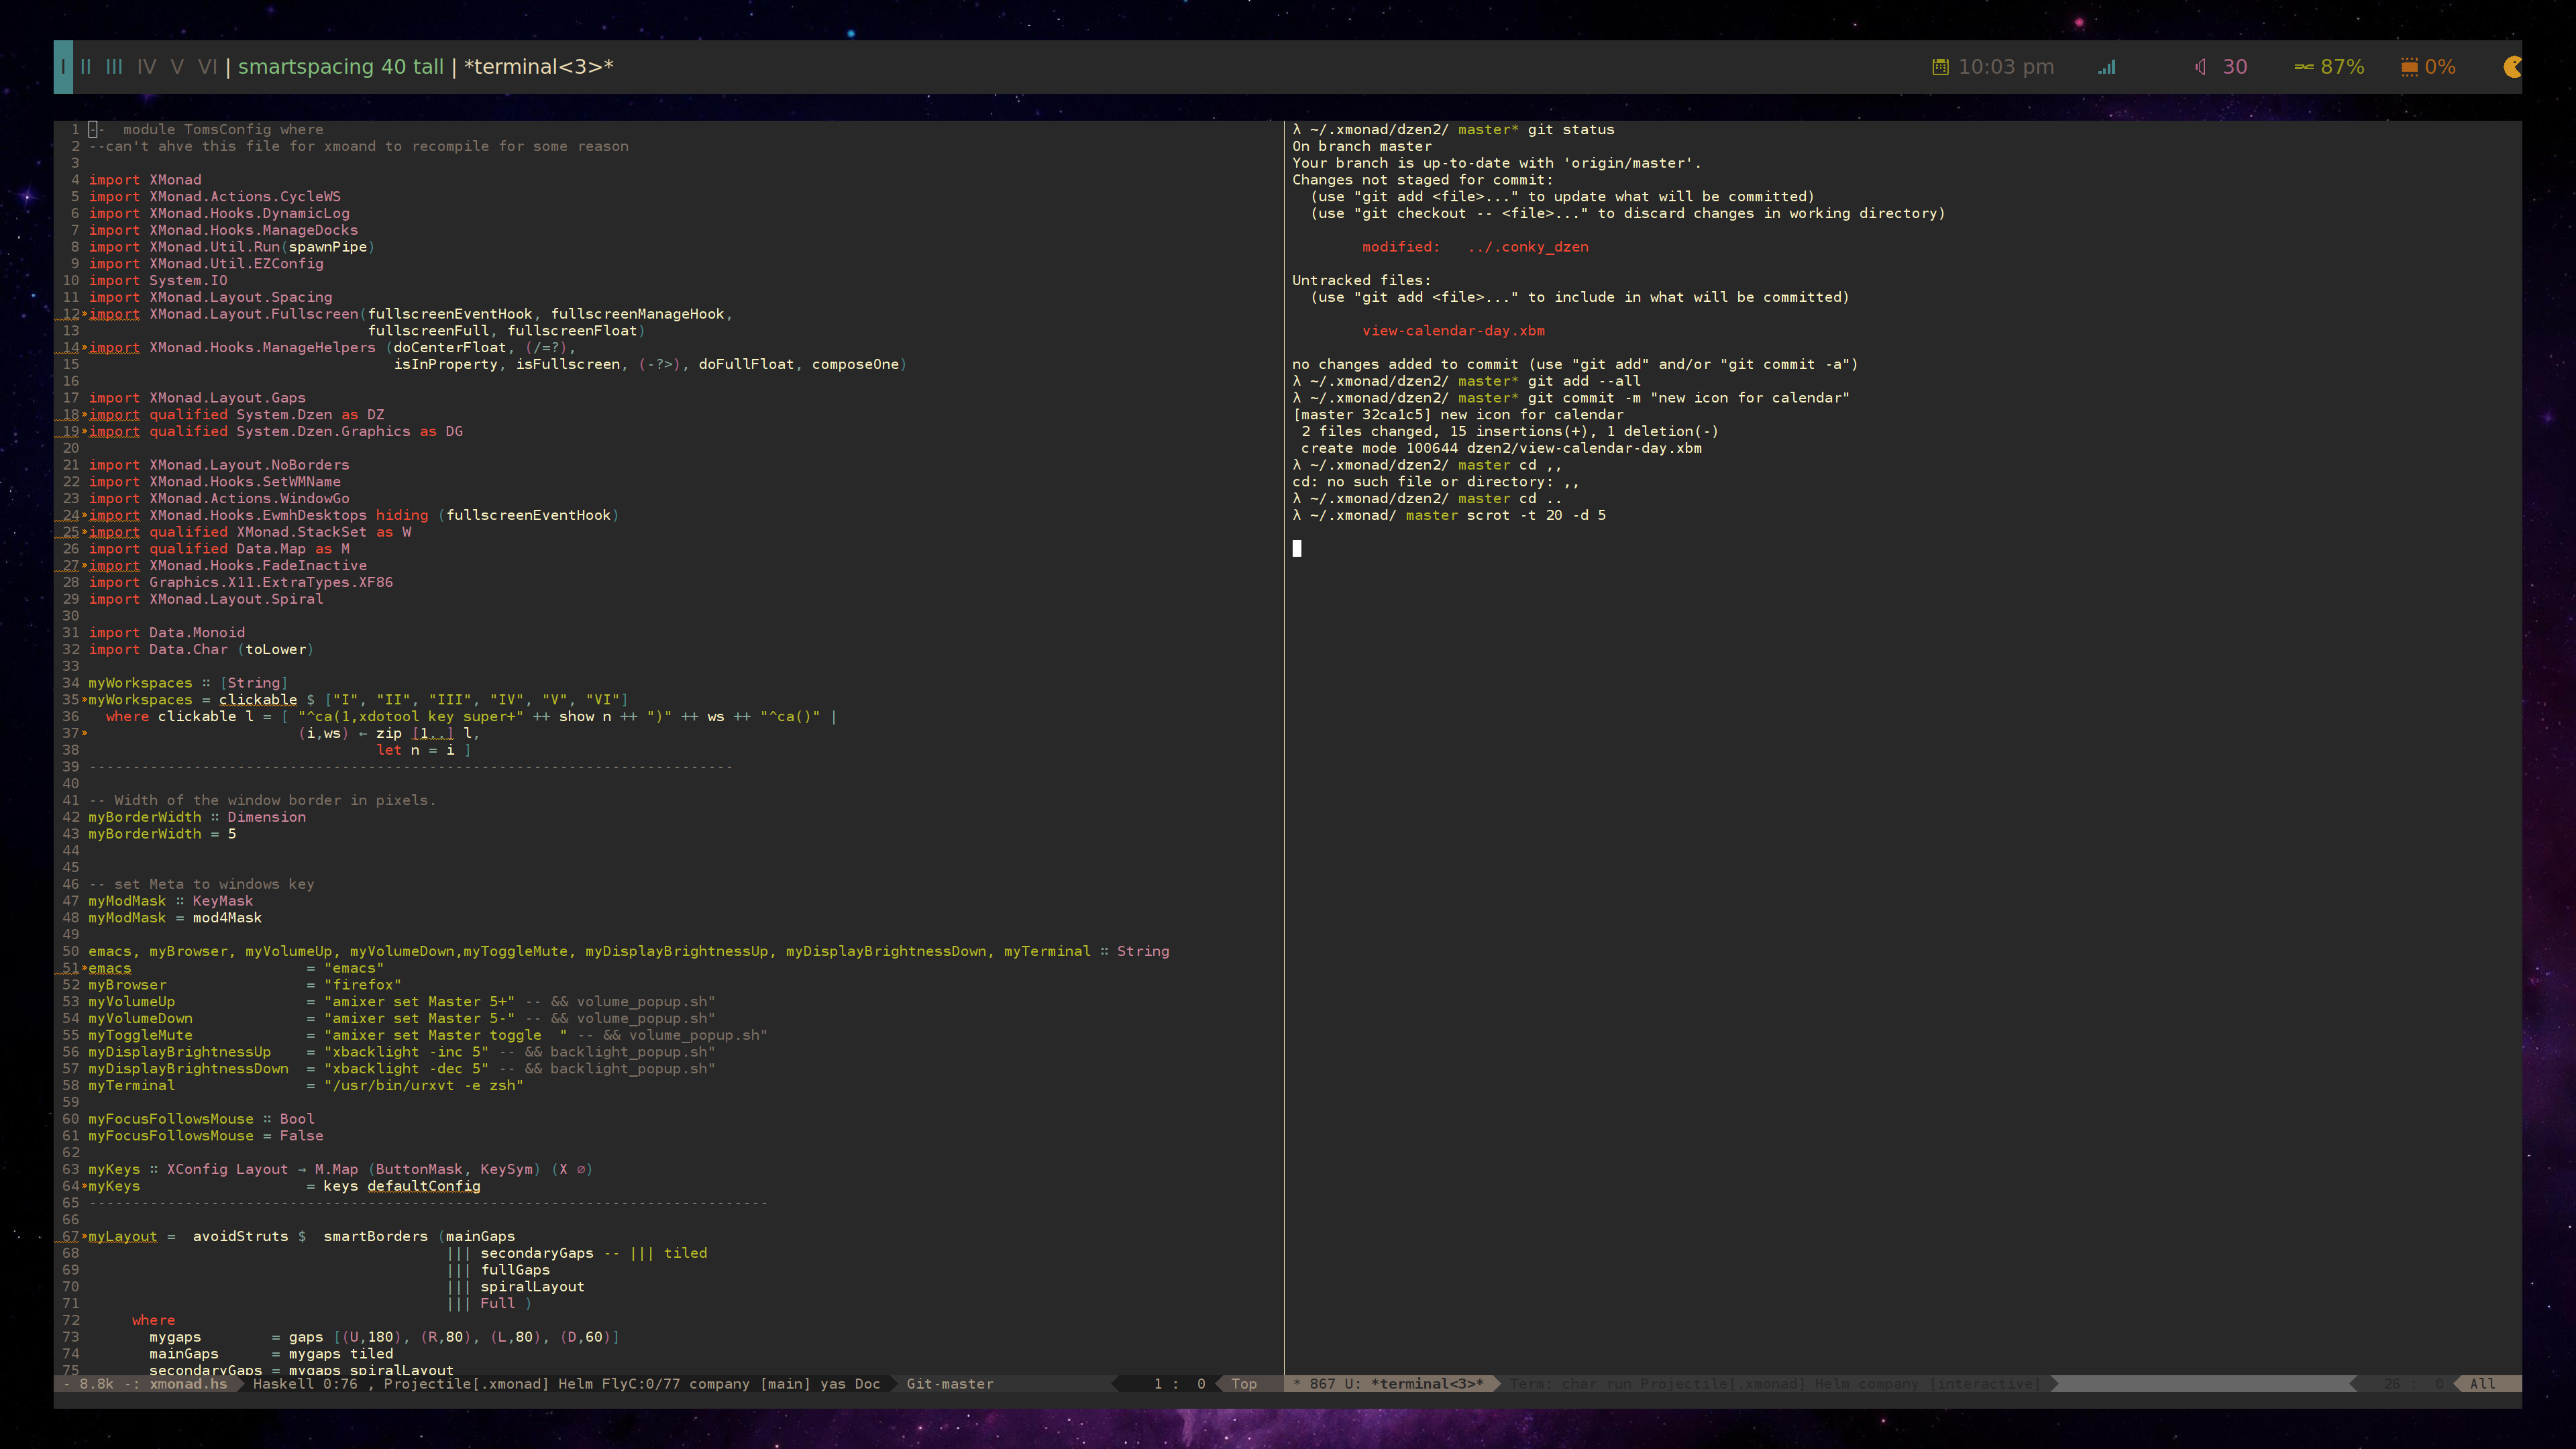 I II III IV V VI | smartspacing 40 tall | *terminal<3>* 10:03 pm 30 87% 0%
1 -- module TomsConfig where
2 --can't ahve this file for xmoand to recompile for some reason
3
4 import XMonad
5 import XMonad.Actions.CycleWS
6 import XMonad.Hooks.DynamicLog
7 import XMonad.Hooks.ManageDocks
8 import XMonad.Util.Run(spawnPipe)
9 import XMonad.Util.EZConfig
10 import System.IO
11 import XMonad.Layout.Spacing
12»import XMonad.Layout.Fullscreen(fullscreenEventHook, fullscreenManageHook,
13 fullscreenFull, fullscreenFloat)
14»import XMonad.Hooks.ManageHelpers (doCenterFloat, (/=?),
15 isInProperty, isFullscreen, (-?>), doFullFloat, composeOne)
16
17 import XMonad.Layout.Gaps
18»import qualified System.Dzen as DZ
19»import qualified System.Dzen.Graphics as DG
20
21 import XMonad.Layout.NoBorders
22 import XMonad.Hooks.SetWMName
23 import XMonad.Actions.WindowGo
24»import XMonad.Hooks.EwmhDesktops hiding (fullscreenEventHook)
25»import qualified XMonad.StackSet as W
26 import qualified Data.Map as M
27»import XMonad.Hooks.FadeInactive
28 import Graphics.X11.ExtraTypes.XF86
29 import XMonad.Layout.Spiral
30
31 import Data.Monoid
32 import Data.Char (toLower)
33
34 myWorkspaces ∷ [String]
35»myWorkspaces = clickable $ ["I", "II", "III", "IV", "V", "VI"]
36 where clickable l = [ "^ca(1,xdotool key super+" ++ show n ++ ")" ++ ws ++ "^ca()" |
37» (i,ws) ← zip [1..] l,
38 let n = i ]
39 --------------------------------------------------------------------------
40
41 -- Width of the window border in pixels.
42 myBorderWidth ∷ Dimension
43 myBorderWidth = 5
44
45
46 -- set Meta to windows key
47 myModMask ∷ KeyMask
48 myModMask = mod4Mask
49
50 emacs, myBrowser, myVolumeUp, myVolumeDown,myToggleMute, myDisplayBrightnessUp, myDisplayBrightnessDown, myTerminal ∷ String
51»emacs = "emacs"
52 myBrowser = "firefox"
53 myVolumeUp = "amixer set Master 5+" -- && volume_popup.sh"
54 myVolumeDown = "amixer set Master 5-" -- && volume_popup.sh"
55 myToggleMute = "amixer set Master toggle  " -- && volume_popup.sh"
56 myDisplayBrightnessUp = "xbacklight -inc 5" -- && backlight_popup.sh"
57 myDisplayBrightnessDown = "xbacklight -dec 5" -- && backlight_popup.sh"
58 myTerminal = "/usr/bin/urxvt -e zsh"
59
60 myFocusFollowsMouse ∷ Bool
61 myFocusFollowsMouse = False
62
63 myKeys ∷ XConfig Layout → M.Map (ButtonMask, KeySym) (X ∅)
64»myKeys = keys defaultConfig
65 ------------------------------------------------------------------------------
66
67»myLayout = avoidStruts $ smartBorders (mainGaps
68 ||| secondaryGaps -- ||| tiled
69 ||| fullGaps
70 ||| spiralLayout
71 ||| Full )
72 where
73 mygaps = gaps [(U,180), (R,80), (L,80), (D,60)]
74 mainGaps = mygaps tiled
75 secondaryGaps = mygaps spiralLayout
- 8.8k -: xmonad.hs Haskell 0:76 , Projectile[.xmonad] Helm FlyC:0/77 company [main] yas Doc Git-master 1 : 0 Top
λ ~/.xmonad/dzen2/ master* git status
On branch master
Your branch is up-to-date with 'origin/master'.
Changes not staged for commit:
(use "git add <file>..." to update what will be committed)
(use "git checkout -- <file>..." to discard changes in working directory)
modified: ../.conky_dzen
Untracked files:
(use "git add <file>..." to include in what will be committed)
view-calendar-day.xbm
no changes added to commit (use "git add" and/or "git commit -a")
λ ~/.xmonad/dzen2/ master* git add --all
λ ~/.xmonad/dzen2/ master* git commit -m "new icon for calendar"
[master 32ca1c5] new icon for calendar
2 files changed, 15 insertions(+), 1 deletion(-)
create mode 100644 dzen2/view-calendar-day.xbm
λ ~/.xmonad/dzen2/ master cd ,,
cd: no such file or directory: ,,
λ ~/.xmonad/dzen2/ master cd ..
λ ~/.xmonad/ master scrot -t 20 -d 5
* 867 U: *terminal<3>* Term: char run Projectile[.xmonad] Helm company [interactive] 26 : 0 All